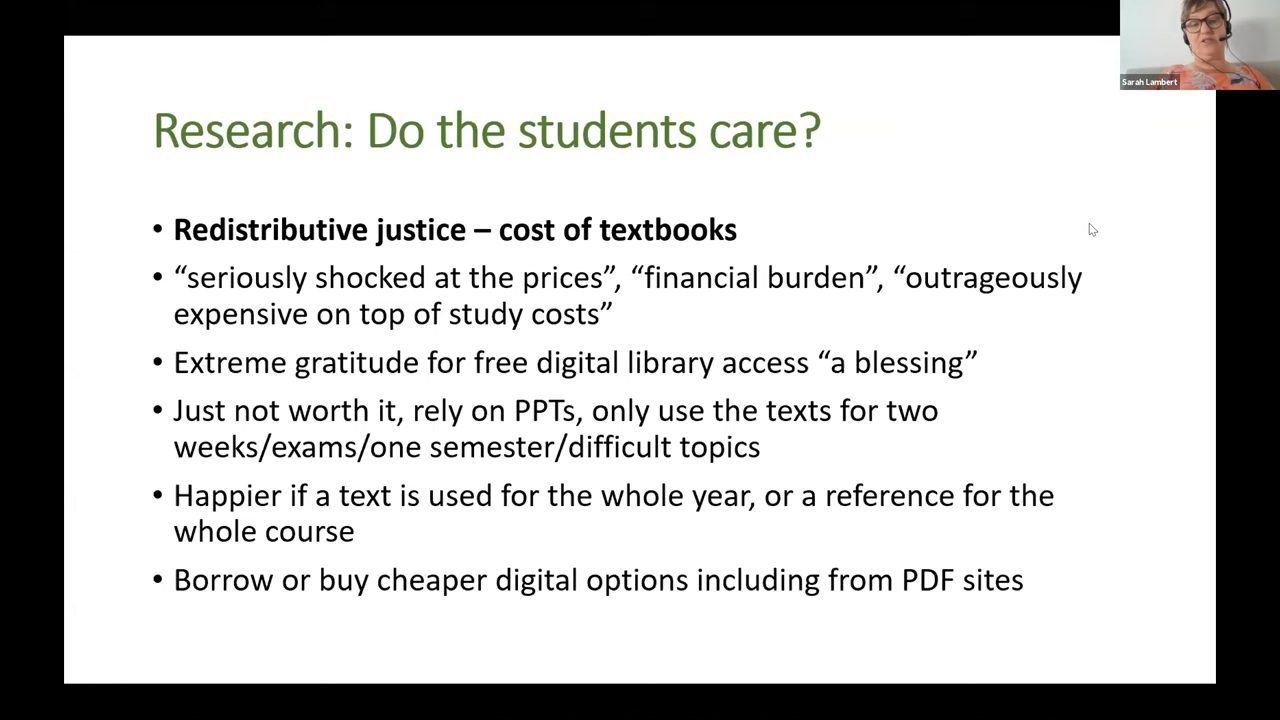 Sarah Lambert
Research: Do the students care?
• Redistributive justice – cost of textbooks
• “seriously shocked at the prices”, “financial burden”, “outrageously
expensive on top of study costs”
• Extreme gratitude for free digital library access “a blessing”
• Just not worth it, rely on PPTs, only use the texts for two
weeks/exams/one semester/difficult topics
• Happier if a text is used for the whole year, or a reference for the
whole course
• Borrow or buy cheaper digital options including from PDF sites